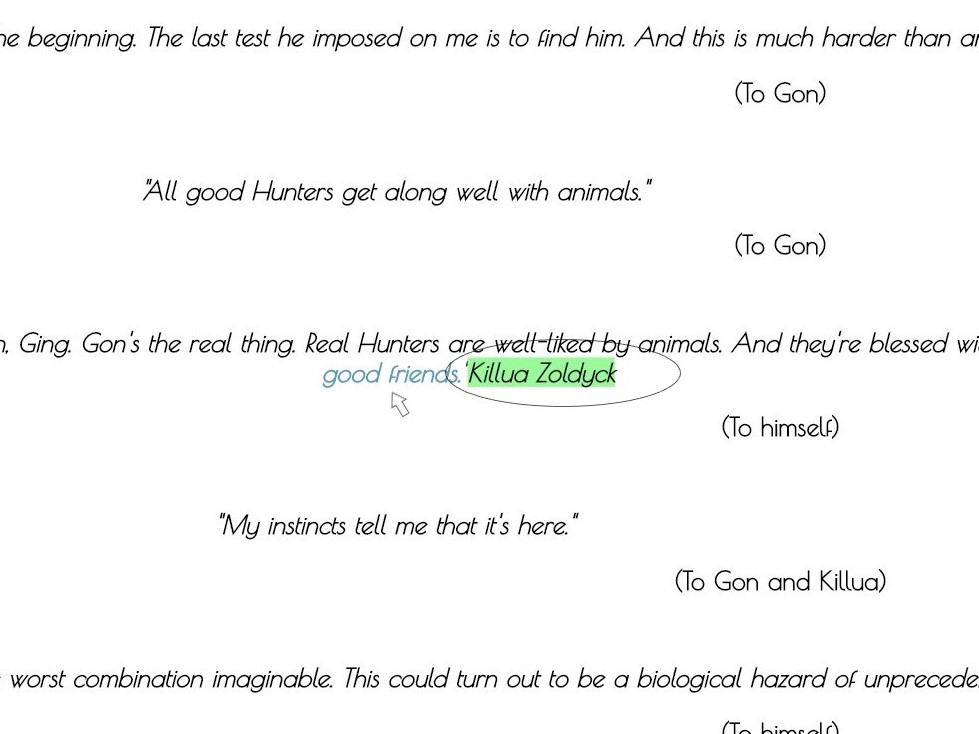 he beginning. The last test he imposed on me is to find him. And this is much harder than
(To Gon)
"All good Hunters get along well with animals."
(To Gon)
Ging. Gon's the real thing. Real Hunters are well-liked by animals. And they're blessed
good friends."Killua Zoldyck
(To himself)
"My instincts tell me that it's here."
(To Gon and Killua)
worst combination imaginable. This could turn out to be a biological hazard of
(To himself)